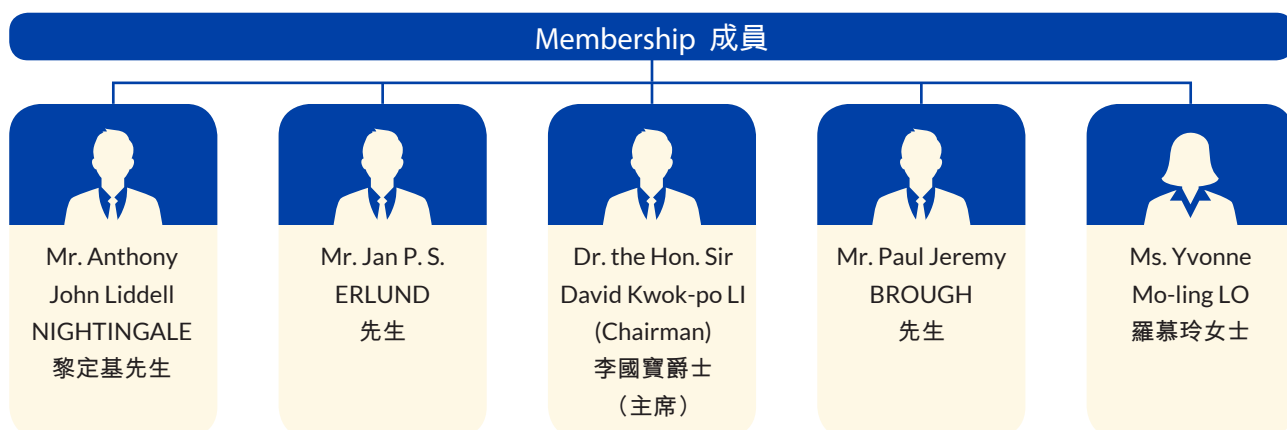 Membership 成員
Mr. Anthony
John Liddell
NIGHTINGALE
黎定基先生
Mr. Jan P. S.
ERLUND
先生
Dr. the Hon. Sir
David Kwok-po LI
(Chairman)
李國寶爵士
（主席）
Mr. Paul Jeremy
BROUGH
先生
Ms. Yvonne
Mo-ling LO
羅慕玲女士